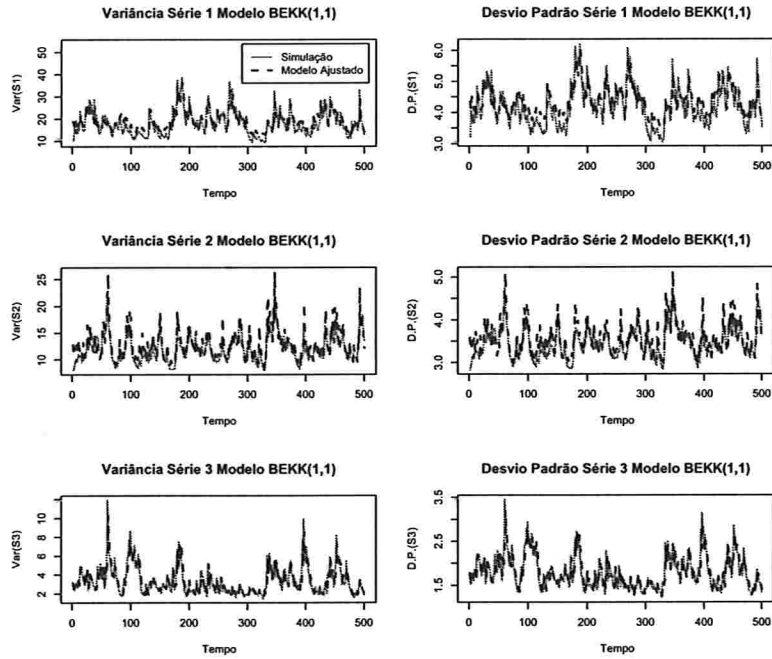 Variância Série 1 Modelo BEKK(1,1)
Var(S1)
50
40
30
20
10
Simulação
Modelo Ajustado
0 100 200 300 400 500
Tempo
Desvio Padrão Série 1 Modelo BEKK(1,1)
D.P.(S1)
6.0
5.0
4.0
3.0
0 100 200 300 400 500
Tempo
Variância Série 2 Modelo BEKK(1,1)
Var(S2)
25
20
15
10
0 100 200 300 400 500
Tempo
Desvio Padrão Série 2 Modelo BEKK(1,1)
D.P.(S2)
5.0
4.0
3.0
0 100 200 300 400 500
Tempo
Variância Série 3 Modelo BEKK(1,1)
Var(S3)
10
8
6
4
2
0 100 200 300 400 500
Tempo
Desvio Padrão Série 3 Modelo BEKK(1,1)
D.P.(S3)
3.5
2.5
1.5
0 100 200 300 400 500
Tempo